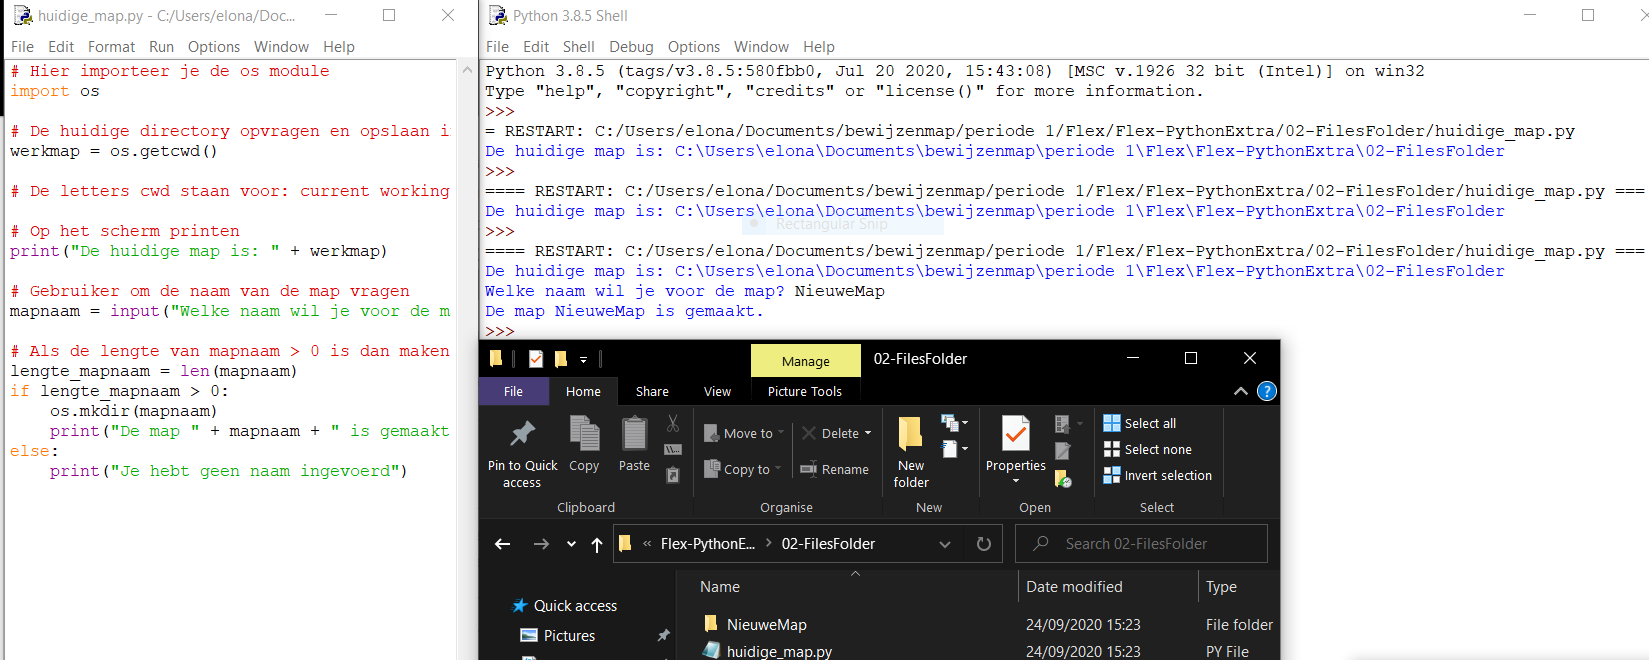 huidige_map.py - C:/Users/elona/Doc...
File Edit Format Run Options Window Help
# Hier importeer je de os module
import os
# De huidige directory opvragen en opslaan i
werkmap = os.getcwd()
# De letters cwd staan voor: current working
# Op het scherm printen
print("De huidige map is: " + werkmap)
# Gebruiker om de naam van de map vragen
mapnaam = input("Welke naam wil je voor de m
# Als de lengte van mapnaam > 0 is dan maken
lengte_mapnaam = len(mapnaam)
if lengte_mapnaam > 0:
    os.mkdir(mapnaam)
    print("De map " + mapnaam + " is gemaakt
else:
    print("Je hebt geen naam ingevoerd")
Python 3.8.5 Shell
File Edit Shell Debug Options Window Help
Python 3.8.5 (tags/v3.8.5:580fbb0, Jul 20 2020, 15:43:08) [MSC v.1926 32 bit (Intel)] on win32
Type "help", "copyright", "credits" or "license()" for more information.
>>>
= RESTART: C:/Users/elona/Documents/bewijzenmap/periode 1/Flex/Flex-PythonExtra/02-FilesFolder/huidige_map.py
De huidige map is: C:\Users\elona\Documents\bewijzenmap\periode 1\Flex\Flex-PythonExtra\02-FilesFolder
>>>
==== RESTART: C:/Users/elona/Documents/bewijzenmap/periode 1/Flex/Flex-PythonExtra/02-FilesFolder/huidige_map.py ===
De huidige map is: C:\Users\elona\Documents\bewijzenmap\periode 1\Flex\Flex-PythonExtra\02-FilesFolder
Rectangular Snip
>>>
==== RESTART: C:/Users/elona/Documents/bewijzenmap/periode 1/Flex/Flex-PythonExtra/02-FilesFolder/huidige_map.py ===
De huidige map is: C:\Users\elona\Documents\bewijzenmap\periode 1\Flex\Flex-PythonExtra\02-FilesFolder
Welke naam wil je voor de map? NieuweMap
De map NieuweMap is gemaakt.
>>>
Manage 02-FilesFolder
File Home Share View Picture Tools
Pin to Quick access
Copy
Paste
Clipboard
Move to
Copy to
Delete
Rename
Organise
New folder
New
Properties
Open
Select all
Select none
Invert selection
Select
« Flex-PythonE... > 02-FilesFolder
Search 02-FilesFolder
Quick access
Pictures
Name Date modified Type
NieuweMap 24/09/2020 15:23 File folder
huidige_map.py 24/09/2020 15:23 PY File